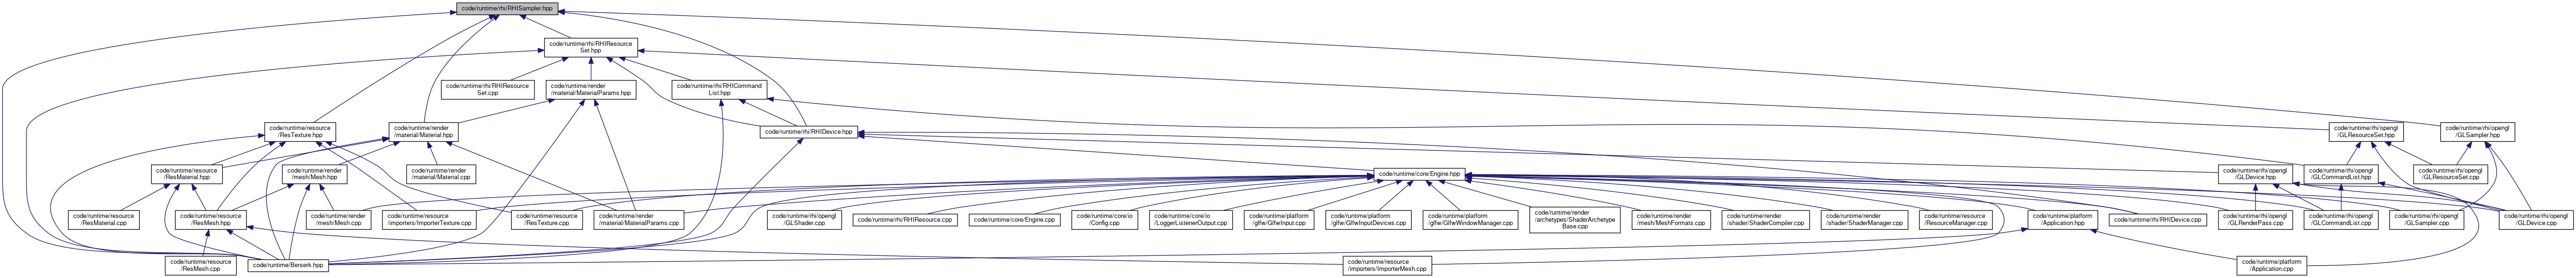 code/runtime/rhi/RHISampler.hpp
code/runtime/rhi/RHIResource
Set.hpp
code/runtime/rhi/RHIResource
Set.cpp
code/runtime/render
/material/MaterialParams.hpp
code/runtime/rhi/RHICommand
List.hpp
code/runtime/resource
/ResTexture.hpp
code/runtime/render
/material/Material.hpp
code/runtime/rhi/RHIDevice.hpp
code/runtime/rhi/opengl
/GLResourceSet.hpp
code/runtime/rhi/opengl
/GLSampler.hpp
code/runtime/resource
/ResMaterial.hpp
code/runtime/render
/mesh/Mesh.hpp
code/runtime/render
/material/Material.cpp
code/runtime/core/Engine.hpp
code/runtime/rhi/opengl
/GLDevice.hpp
code/runtime/rhi/opengl
/GLCommandList.hpp
code/runtime/rhi/opengl
/GLResourceSet.cpp
code/runtime/resource
/ResMaterial.cpp
code/runtime/resource
/ResMesh.hpp
code/runtime/render
/mesh/Mesh.cpp
code/runtime/resource
/importers/ImporterTexture.cpp
code/runtime/resource
/ResTexture.cpp
code/runtime/render
/material/MaterialParams.cpp
code/runtime/rhi/opengl
/GLShader.cpp
code/runtime/rhi/RHIResource.cpp
code/runtime/core/Engine.cpp
code/runtime/core/io
/Config.cpp
code/runtime/core/io
/LoggerListenerOutput.cpp
code/runtime/platform
/glfw/GlfwInput.cpp
code/runtime/platform
/glfw/GlfwInputDevices.cpp
code/runtime/platform
/glfw/GlfwWindowManager.cpp
code/runtime/render
/archetypes/ShaderArchetype
Base.cpp
code/runtime/render
/mesh/MeshFormats.cpp
code/runtime/render
/shader/ShaderCompiler.cpp
code/runtime/render
/shader/ShaderManager.cpp
code/runtime/resource
/ResourceManager.cpp
code/runtime/platform
/Application.hpp
code/runtime/rhi/RHIDevice.cpp
code/runtime/rhi/opengl
/GLRenderPass.cpp
code/runtime/rhi/opengl
/GLCommandList.cpp
code/runtime/rhi/opengl
/GLSampler.cpp
code/runtime/rhi/opengl
/GLDevice.cpp
code/runtime/resource
/ResMesh.cpp
code/runtime/Berserk.hpp
code/runtime/resource
/importers/ImporterMesh.cpp
code/runtime/platform
/Application.cpp